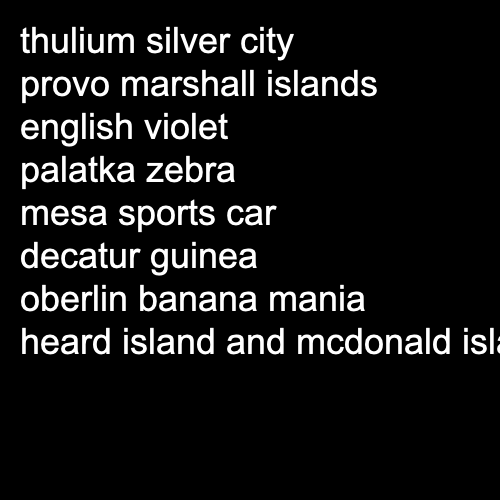 thulium silver city
provo marshall islands
english violet
palatka zebra
mesa sports car
decatur guinea
oberlin banana mania
heard island and mcdonald